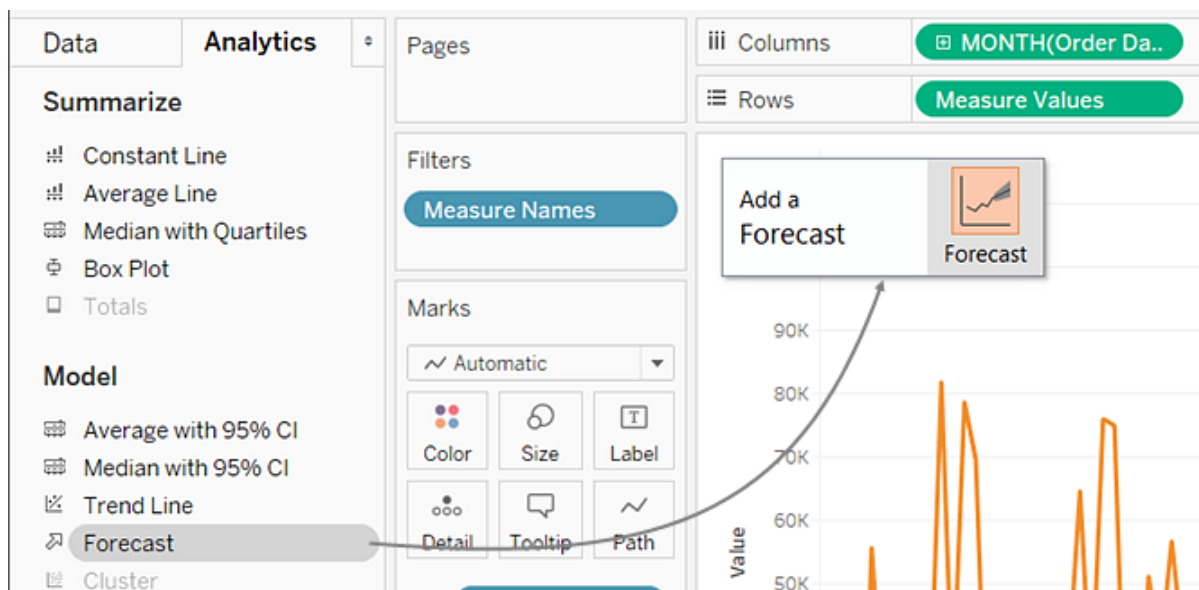 Data
Analytics
Summarize
Constant Line
Average Line
Median with Quartiles
Box Plot
Totals
Model
Average with 95% CI
Median with 95% CI
Trend Line
Forecast
Cluster
Pages
Filters
Measure Names
Marks
Automatic
Color
Size
Label
Detail
Tooltip
Path
Columns
MONTH(Order Da..
Rows
Measure Values
Add a
Forecast
Forecast
90K
80K
70K
60K
50K
Value